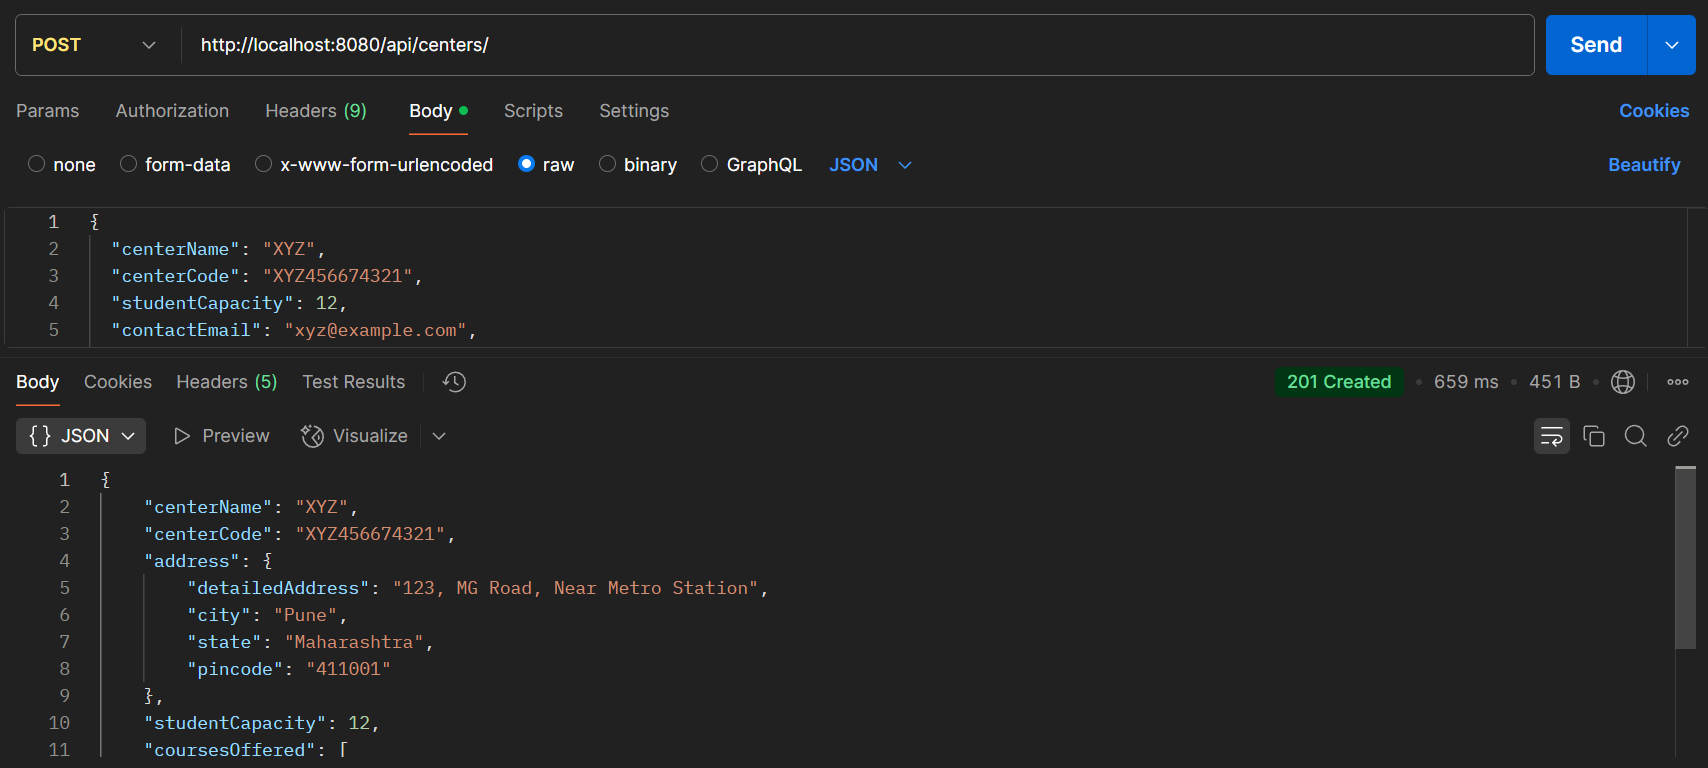 POST http://localhost:8080/api/centers/ Send
Params Authorization Headers (9) Body Scripts Settings Cookies
none form-data x-www-form-urlencoded raw binary GraphQL JSON Beautify
1 {
2 "centerName": "XYZ",
3 "centerCode": "XYZ456674321",
4 "studentCapacity": 12,
5 "contactEmail": "xyz@example.com",
Body Cookies Headers (5) Test Results 201 Created 659 ms 451 B
{} JSON Preview Visualize
1 {
2 "centerName": "XYZ",
3 "centerCode": "XYZ456674321",
4 "address": {
5 "detailedAddress": "123, MG Road, Near Metro Station",
6 "city": "Pune",
7 "state": "Maharashtra",
8 "pincode": "411001"
9 },
10 "studentCapacity": 12,
11 "coursesOffered": [